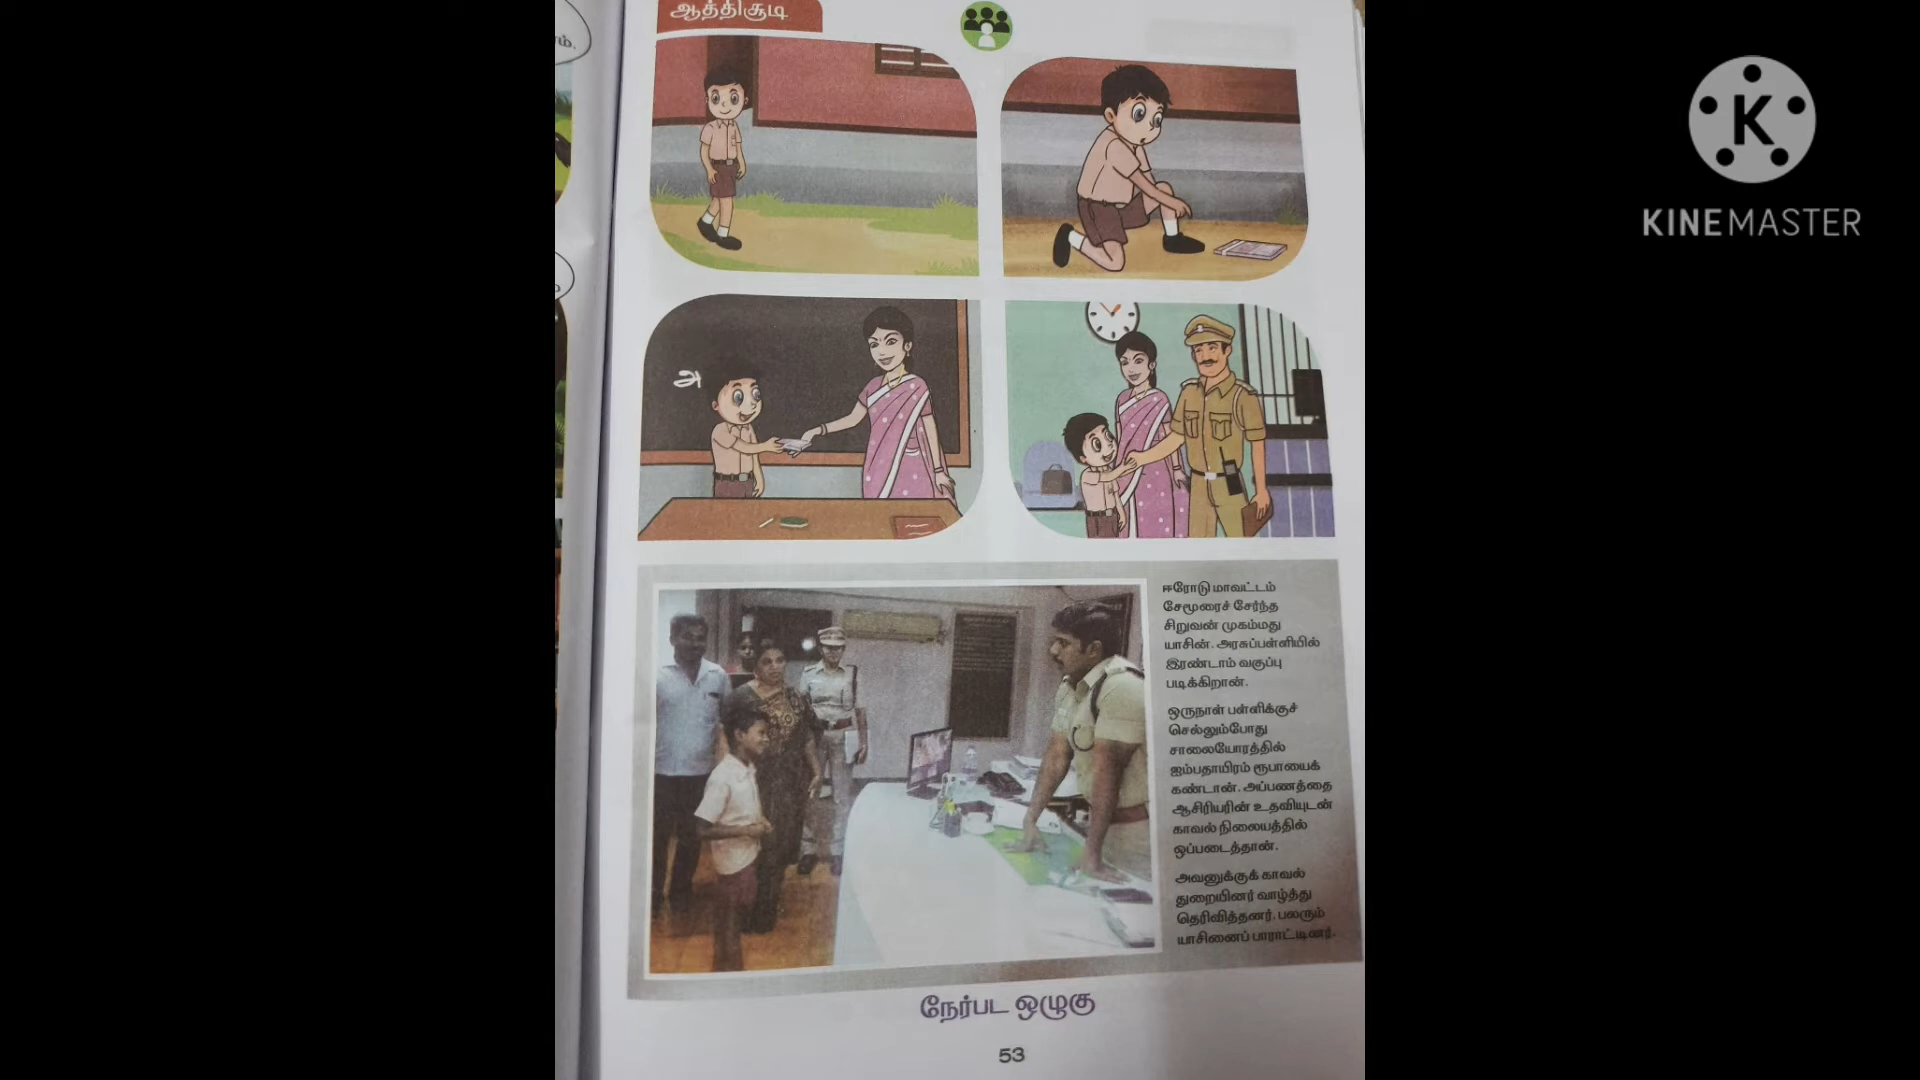 ம்.
ஆத்திசூடி
அ
ஈரோடு மாவட்டம்
சேமூரைச் சேர்ந்த
சிறுவன் முகம்மது
யாசின். அரசுப்பள்ளியில்
இரண்டாம் வகுப்பு
படிக்கிறான்.
ஒருநாள் பள்ளிக்குச்
செல்லும்போது
சாலையோரத்தில்
ஐம்பதாயிரம் ரூபாயைக்
கண்டான். அப்பணத்தை
ஆசிரியரின் உதவியுடன்
காவல் நிலையத்தில்
ஒப்படைத்தான்.
அவனுக்குக் காவல்
துறையினர் வாழ்த்து
தெரிவித்தனர். பலரும்
யாசினைப் பாராட்டினர்.
நேர்பட ஒழுகு
53
K
KINEMASTER